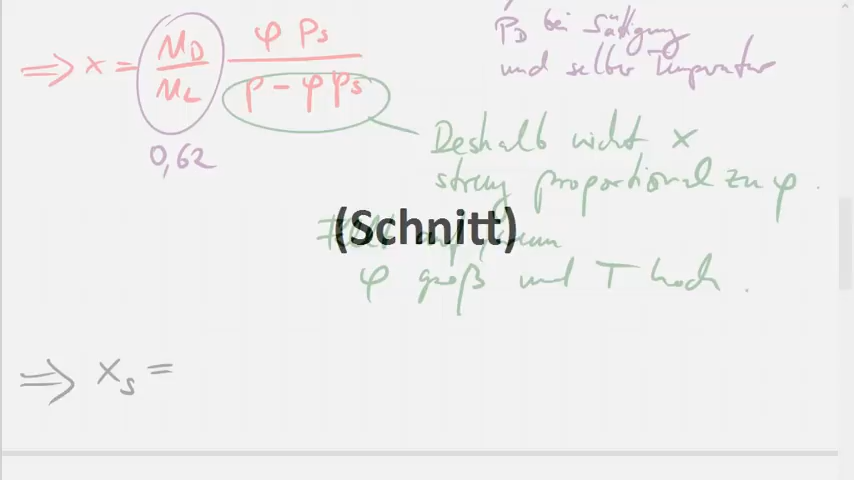 ⟹ x = M_D / M_L · φ p_s / (p − φ p_s)
0,62
p_D bei Sättigung
und selber Temperatur
Deshalb nicht x
streng proportional zu φ.
(Schnitt)
φ groß und T hoch.
⟹ x_s =